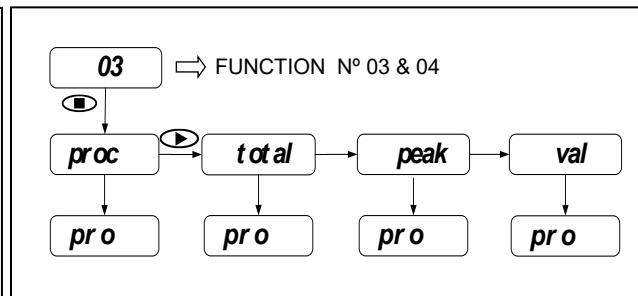 03 FUNCTION Nº 03 & 04
proc total peak val
pro pro pro pro